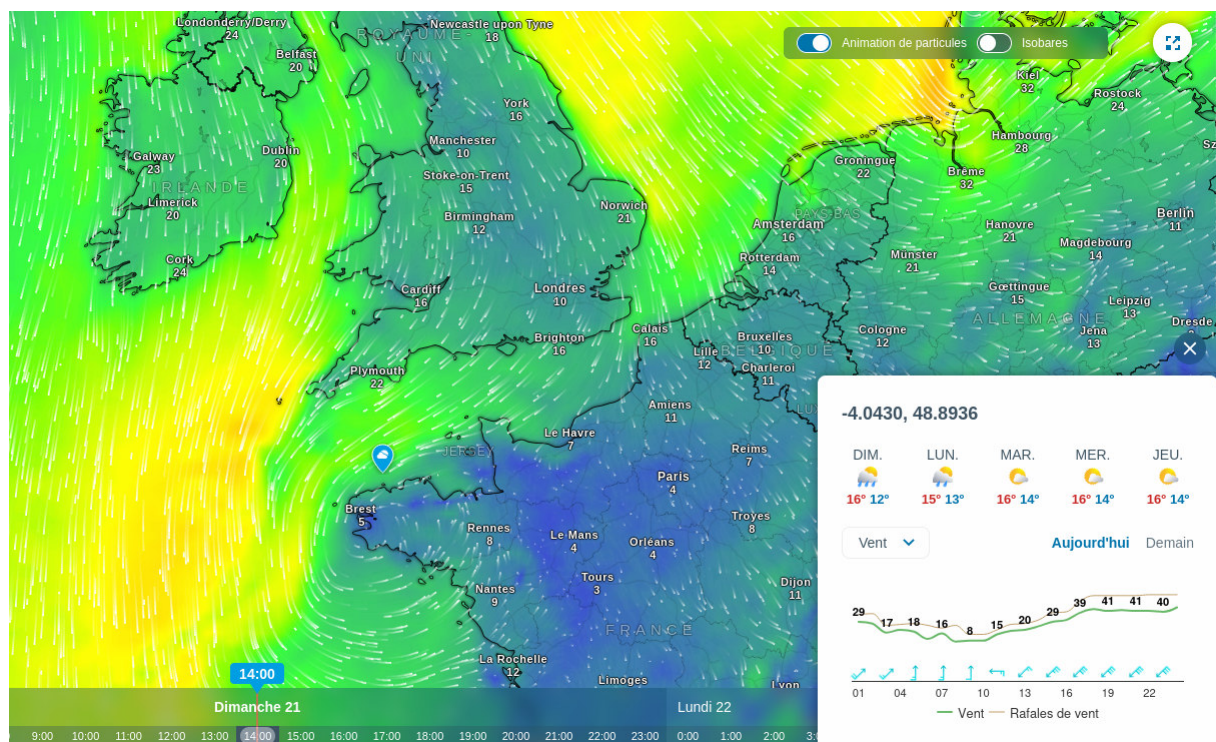 Londonderry/Derry
24
Newcastle upon Tyne
18
ROYAUME-
UNI
Belfast
20
Animation de particules
Isobares
Kiel
32
Rostock
24
York
16
Hambourg
28
Manchester
10
Galway
23
Dublin
20
Groningue
22
Brême
32
Stoke-on-Trent
15
IRLANDE
Limerick
20
Birmingham
12
Norwich
21
PAYS-BAS
Amsterdam
16
Hanovre
21
Berlin
11
Magdebourg
14
Cork
24
Rotterdam
14
Münster
21
Cardiff
16
Londres
10
Gœttingue
15
Leipzig
13
ALLEMAGNE
Brighton
16
Calais
16
Bruxelles
10
Cologne
12
Jena
13
Dresde
Lille
12
BELGIQUE
Charleroi
11
Plymouth
22
Amiens
11
Le Havre
7
JERSEY
Reims
7
Paris
4
Brest
5
Rennes
8
Le Mans
4
Orléans
4
Troyes
8
Tours
3
Nantes
9
Dijon
11
FRANCE
La Rochelle
12
Limoges
Lyon
-4.0430, 48.8936
DIM. LUN. MAR. MER. JEU.
16° 12° 15° 13° 16° 14° 16° 14° 16° 14°
Vent
Aujourd'hui Demain
29 17 18 16 8 15 20 29 39 41 41 40
01 04 07 10 13 16 19 22
Vent Rafales de vent
14:00
Dimanche 21
Lundi 22
9:00 10:00 11:00 12:00 13:00 14:00 15:00 16:00 17:00 18:00 19:00 20:00 21:00 22:00 23:00 0:00 1:00 2:00